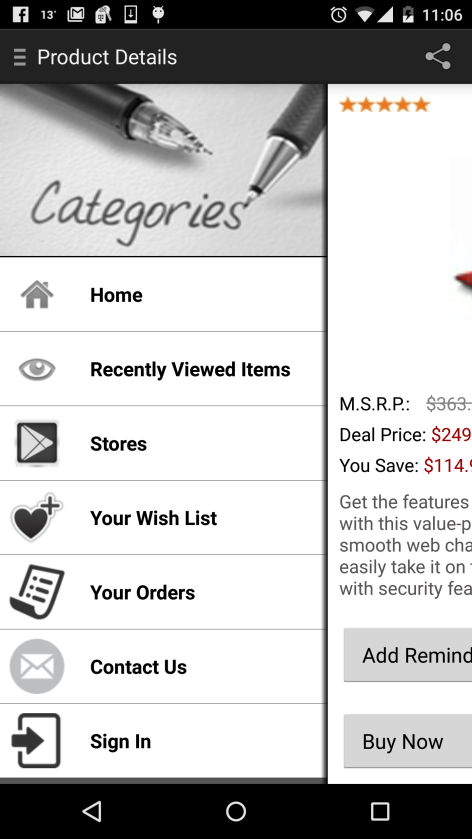 13°
11:06
Product Details
Categories
Home
Recently Viewed Items
Stores
Your Wish List
Your Orders
Contact Us
Sign In
M.S.R.P.: $363.
Deal Price: $249
You Save: $114.9
Get the features
with this value-p
smooth web cha
easily take it on
with security fea
Add Remind
Buy Now